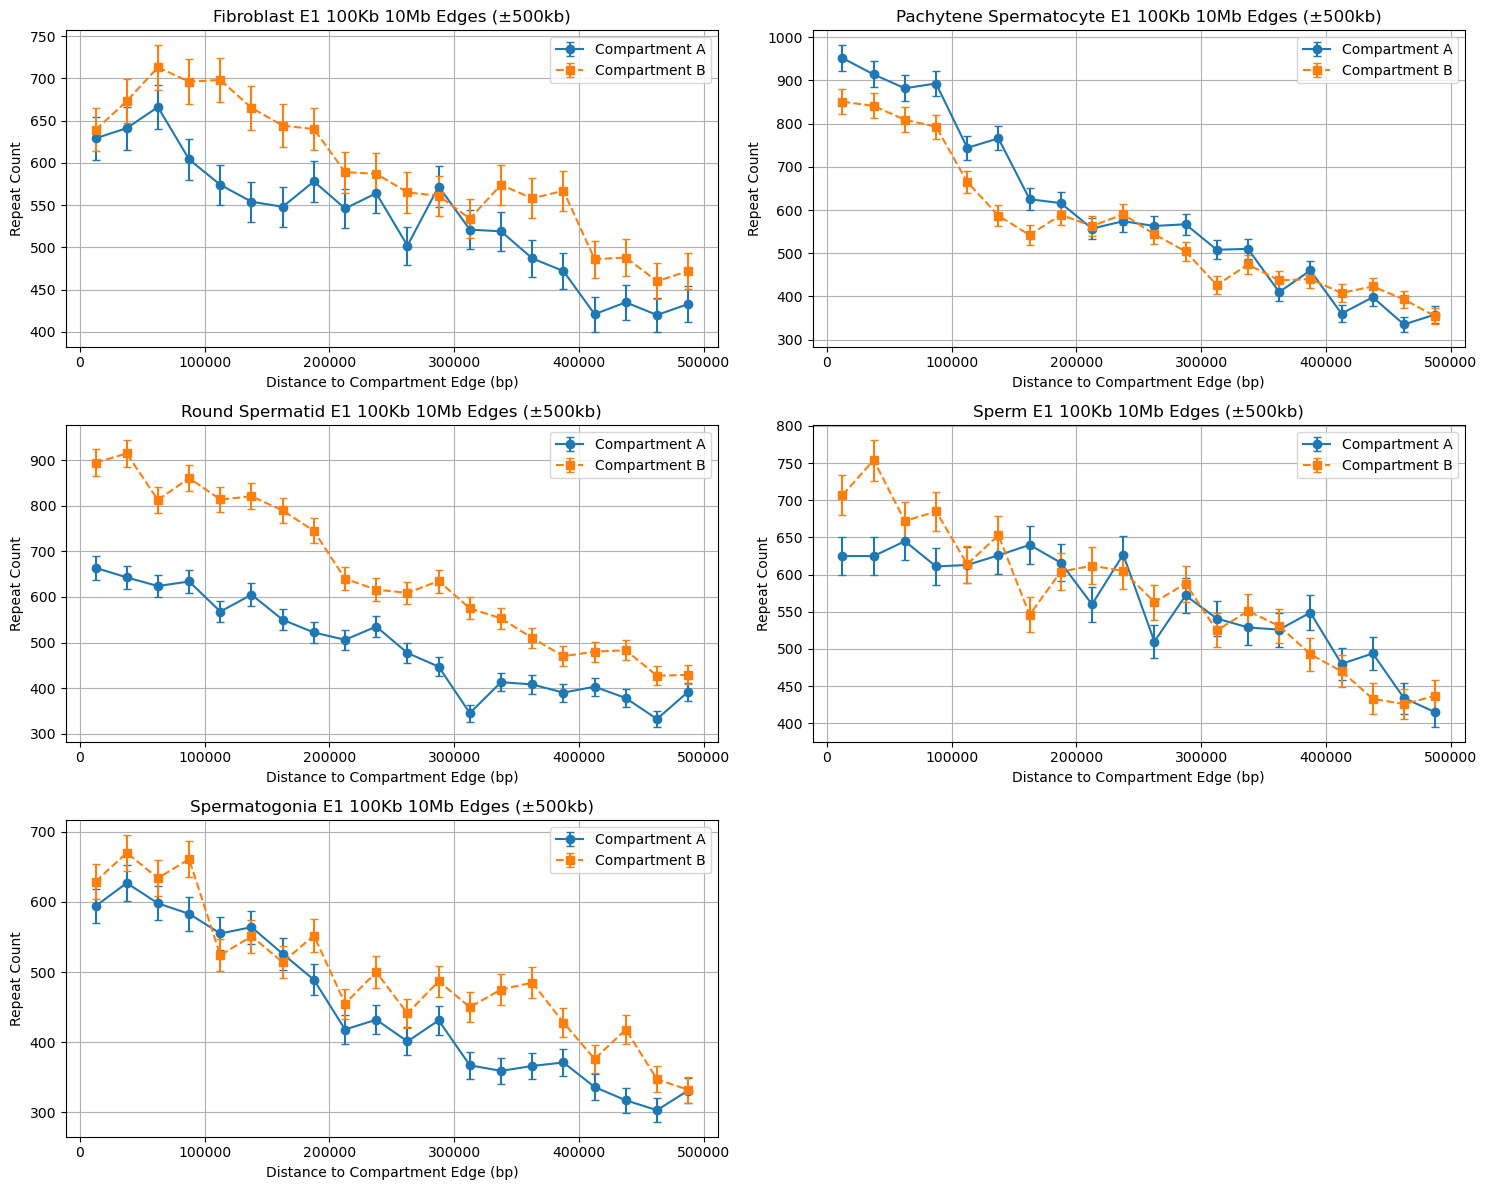 Fibroblast E1 100Kb 10Mb Edges (±500kb)
750
700
650
600
550
500
450
400
Repeat Count
Compartment A
Compartment B
0
100000
200000
300000
400000
500000
Distance to Compartment Edge (bp)
Pachytene Spermatocyte E1 100Kb 10Mb Edges (±500kb)
1000
900
800
700
600
500
400
300
Repeat Count
Compartment A
Compartment B
0
100000
200000
300000
400000
500000
Distance to Compartment Edge (bp)
Round Spermatid E1 100Kb 10Mb Edges (±500kb)
900
800
700
600
500
400
300
Repeat Count
Compartment A
Compartment B
0
100000
200000
300000
400000
500000
Distance to Compartment Edge (bp)
Sperm E1 100Kb 10Mb Edges (±500kb)
800
750
700
650
600
550
500
450
400
Repeat Count
Compartment A
Compartment B
0
100000
200000
300000
400000
500000
Distance to Compartment Edge (bp)
Spermatogonia E1 100Kb 10Mb Edges (±500kb)
700
600
500
400
300
Repeat Count
Compartment A
Compartment B
0
100000
200000
300000
400000
500000
Distance to Compartment Edge (bp)